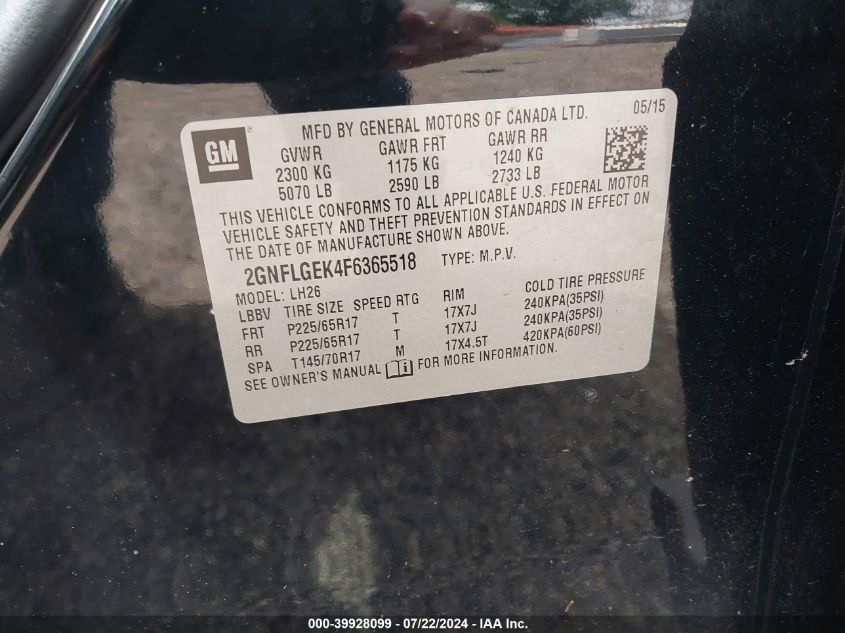 MFD BY GENERAL MOTORS OF CANADA LTD. 05/15
GM
®
GVWR GAWR FRT GAWR RR
2300 KG 1175 KG 1240 KG
5070 LB 2590 LB 2733 LB
THIS VEHICLE CONFORMS TO ALL APPLICABLE U.S. FEDERAL MOTOR
VEHICLE SAFETY AND THEFT PREVENTION STANDARDS IN EFFECT ON
THE DATE OF MANUFACTURE SHOWN ABOVE.
2GNFLGEK4F6365518 TYPE: M.P.V.
MODEL: LH26
LBBV TIRE SIZE SPEED RTG RIM COLD TIRE PRESSURE
FRT P225/65R17 T 17X7J 240KPA(35PSI)
RR P225/65R17 T 17X7J 240KPA(35PSI)
SPA T145/70R17 M 17X4.5T 420KPA(60PSI)
SEE OWNER'S MANUAL FOR MORE INFORMATION.
000-39928099 - 07/22/2024 - IAA Inc.